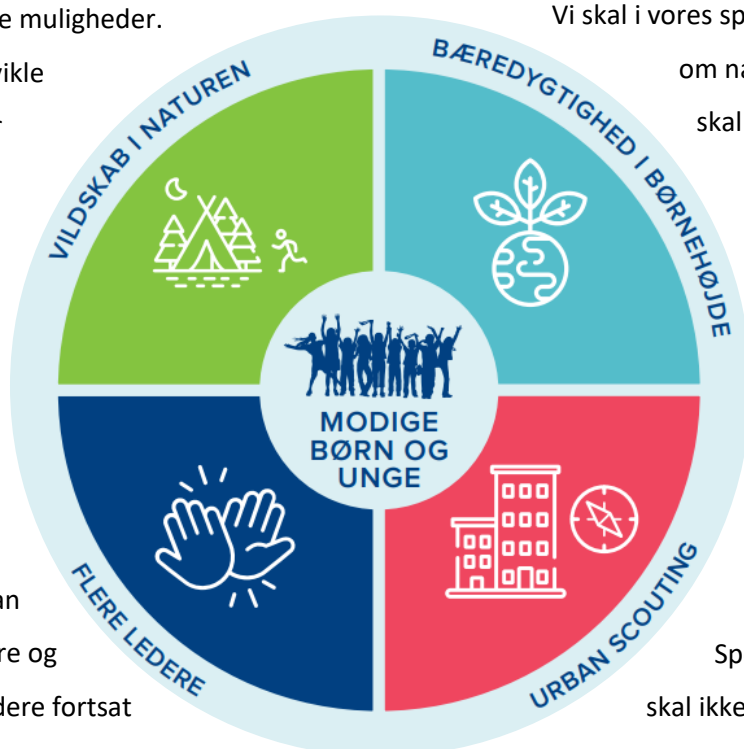 e muligheder.
vikle
Vi skal i vores sp
om na
skal
VILDSKAB I NATUREN
BÆREDYGTIGHED I BØRNEHØJDE
MODIGE
BØRN OG
UNGE
FLERE LEDERE
URBAN SCOUTING
an
re og
dere fortsat
Sp
skal ikke